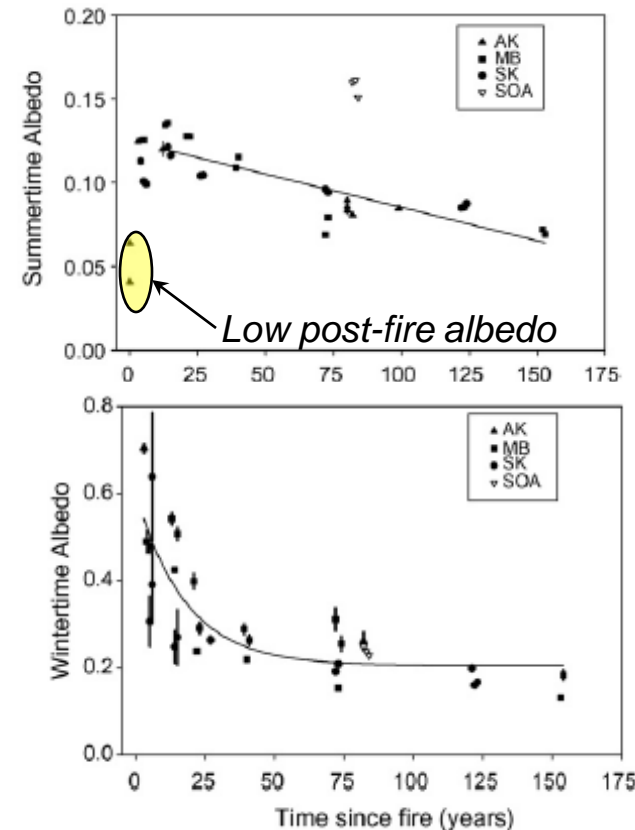 Summertime Albedo
0.20
0.15
0.10
0.05
0.00
AK
MB
SK
SOA
Low post-fire albedo
0 25 50 75 100 125 150 175
Wintertime Albedo
0.8
0.6
0.4
0.2
0.0
AK
MB
SK
SOA
0 25 50 75 100 125 150 175
Time since fire (years)